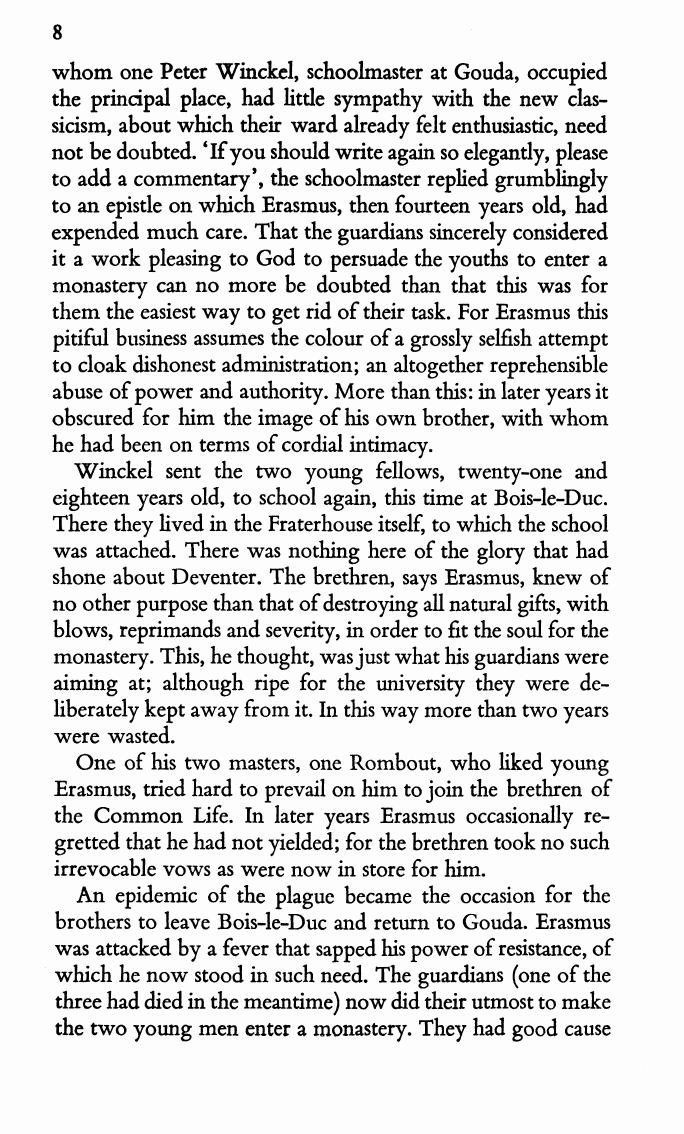 8
whom one Peter Winckel, schoolmaster at Gouda, occupied
the principal place, had little sympathy with the new clas-
sicism, about which their ward already felt enthusiastic, need
not be doubted. ‘If you should write again so elegantly, please
to add a commentary’, the schoolmaster replied grumblingly
to an epistle on which Erasmus, then fourteen years old, had
expended much care. That the guardians sincerely considered
it a work pleasing to God to persuade the youths to enter a
monastery can no more be doubted than that this was for
them the easiest way to get rid of their task. For Erasmus this
pitiful business assumes the colour of a grossly selfish attempt
to cloak dishonest administration; an altogether reprehensible
abuse of power and authority. More than this: in later years it
obscured for him the image of his own brother, with whom
he had been on terms of cordial intimacy.
Winckel sent the two young fellows, twenty-one and
eighteen years old, to school again, this time at Bois-le-Duc.
There they lived in the Fraterhouse itself, to which the school
was attached. There was nothing here of the glory that had
shone about Deventer. The brethren, says Erasmus, knew of
no other purpose than that of destroying all natural gifts, with
blows, reprimands and severity, in order to fit the soul for the
monastery. This, he thought, was just what his guardians were
aiming at; although ripe for the university they were de-
liberately kept away from it. In this way more than two years
were wasted.
One of his two masters, one Rombout, who liked young
Erasmus, tried hard to prevail on him to join the brethren of
the Common Life. In later years Erasmus occasionally re-
gretted that he had not yielded; for the brethren took no such
irrevocable vows as were now in store for him.
An epidemic of the plague became the occasion for the
brothers to leave Bois-le-Duc and return to Gouda. Erasmus
was attacked by a fever that sapped his power of resistance, of
which he now stood in such need. The guardians (one of the
three had died in the meantime) now did their utmost to make
the two young men enter a monastery. They had good cause